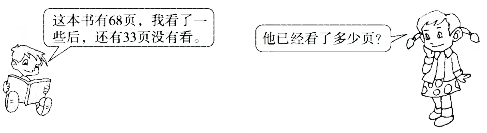 这本书有68页，我看了一
些后，还有33页没有看。
他已经看了多少页？